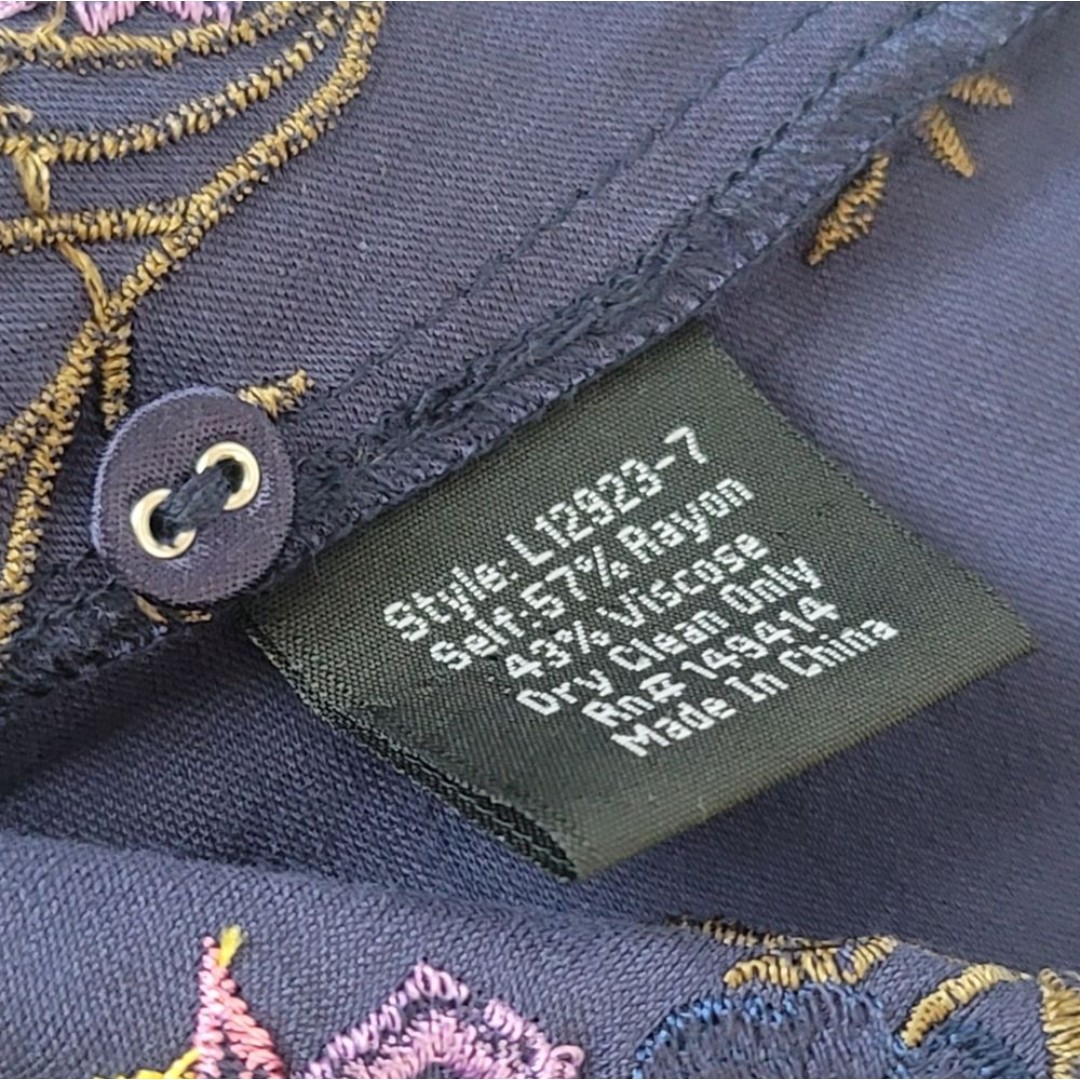 Style: L12923-7
Self:57% Rayon
43% Viscose
Dry Clean Only
Rn# 149414
Made in China